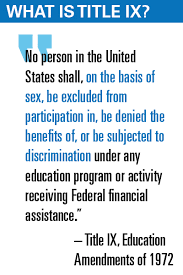 WHAT IS TITLE IX?
“
No person in the United
States shall, on the basis of
sex, be excluded from
participation in, be denied the
benefits of, or be subjected to
discrimination under any
education program or activity
receiving Federal financial
assistance.”
– Title IX, Education
Amendments of 1972